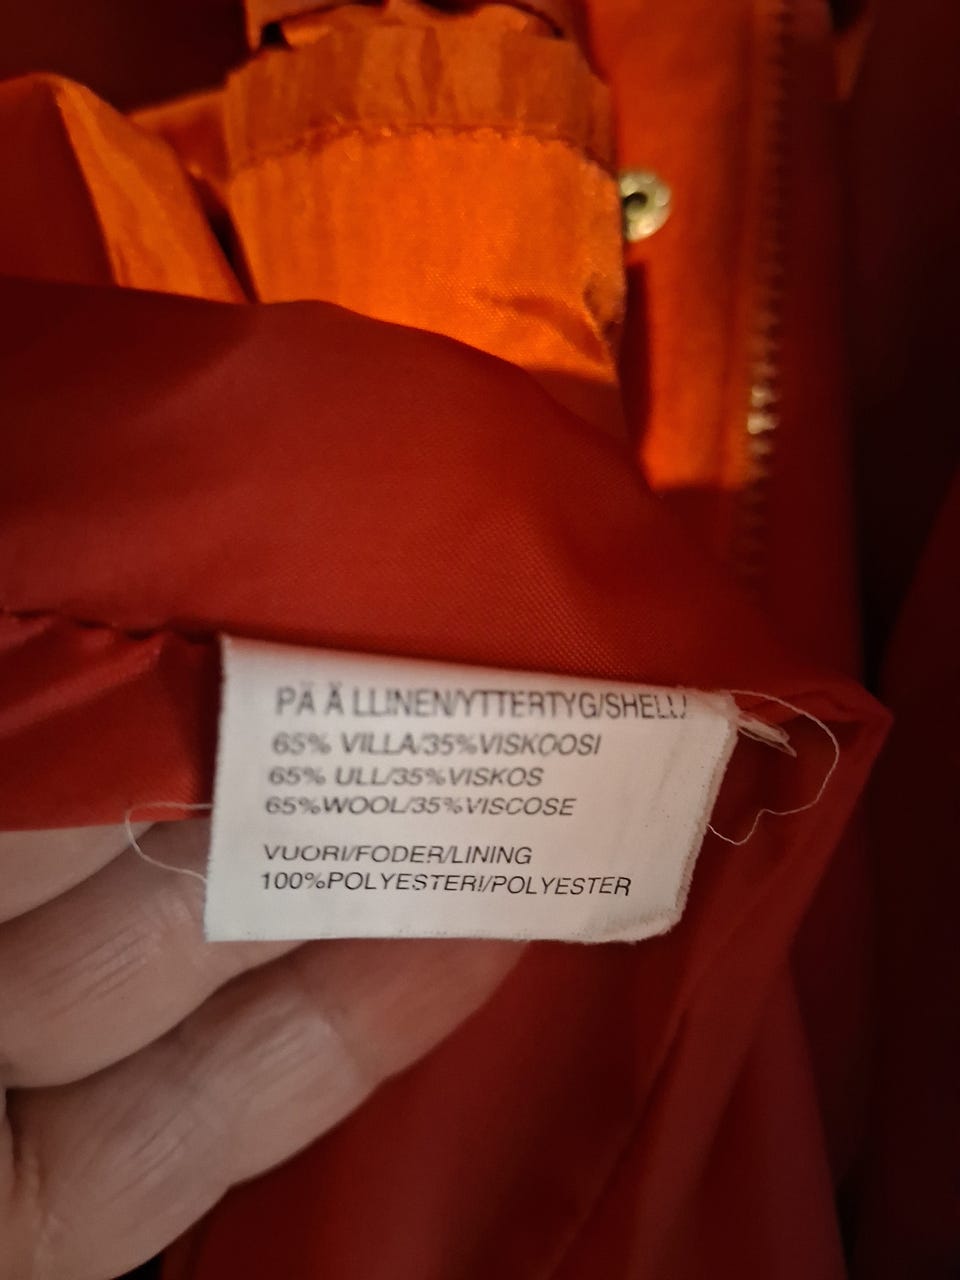 PÄÄLLINEN/YTTERTYG/SHELL/
65% VILLA/35%VISKOOSI
65% ULL/35%VISKOS
65%WOOL/35%VISCOSE
VUORI/FODER/LINING
100%POLYESTERI/POLYESTER